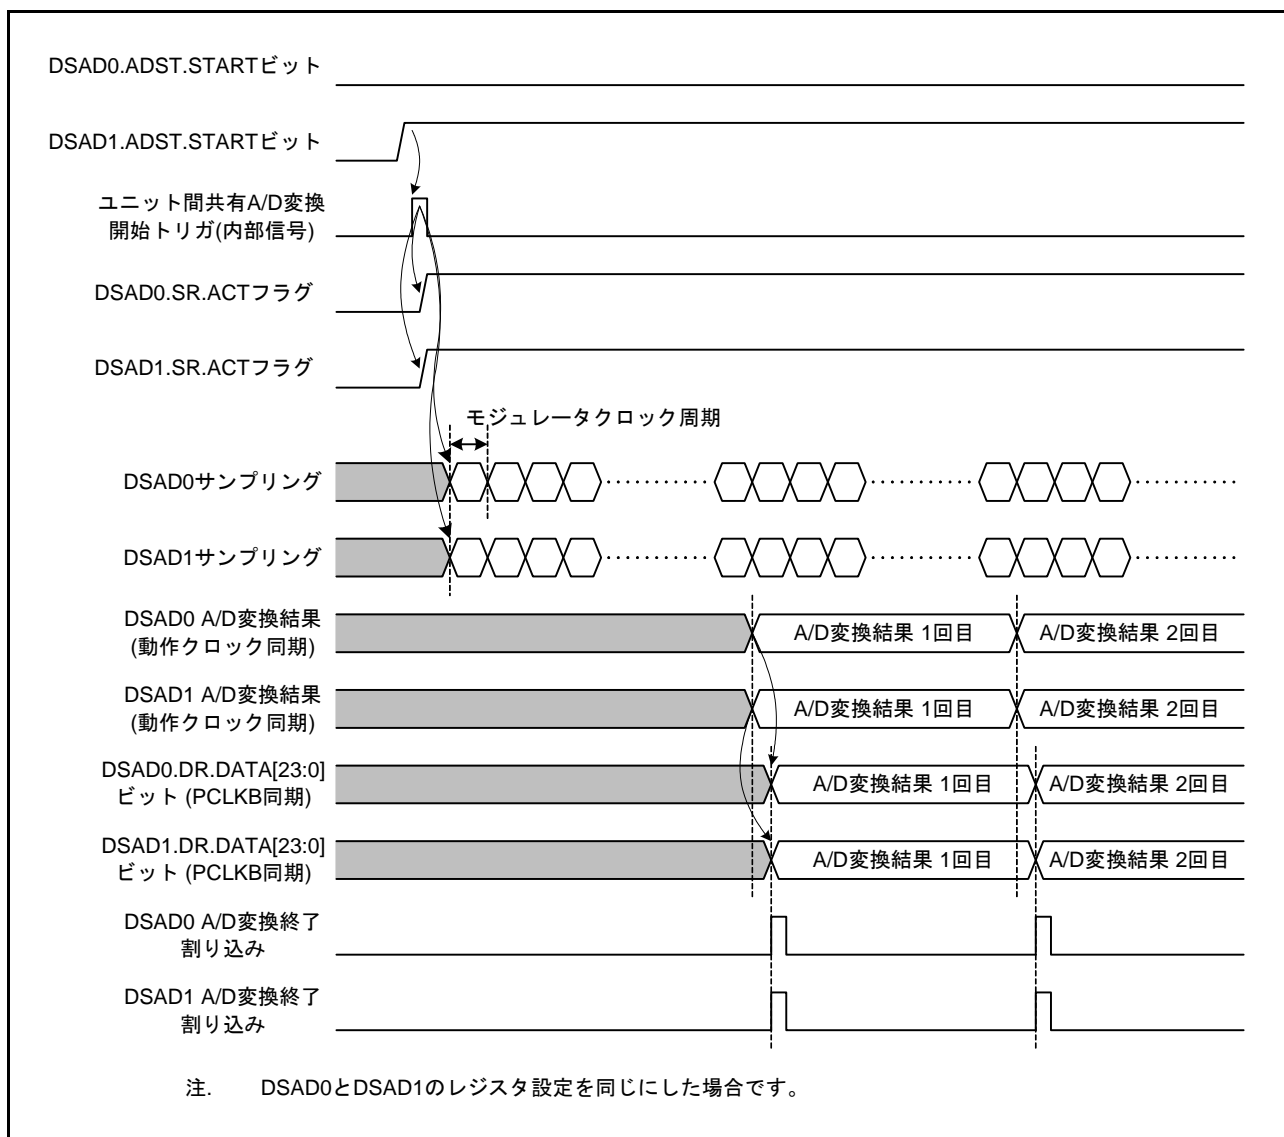 DSAD0.ADST.STARTビット
DSAD1.ADST.STARTビット
ユニット間共有A/D変換
開始トリガ(内部信号)
DSAD0.SR.ACTフラグ
DSAD1.SR.ACTフラグ
モジュレータクロック周期
DSAD0サンプリング
DSAD1サンプリング
DSAD0 A/D変換結果
(動作クロック同期)
A/D変換結果 1回目
A/D変換結果 2回目
DSAD1 A/D変換結果
(動作クロック同期)
A/D変換結果 1回目
A/D変換結果 2回目
DSAD0.DR.DATA[23:0]
ビット (PCLKB同期)
A/D変換結果 1回目
A/D変換結果 2回目
DSAD1.DR.DATA[23:0]
ビット (PCLKB同期)
A/D変換結果 1回目
A/D変換結果 2回目
DSAD0 A/D変換終了
割り込み
DSAD1 A/D変換終了
割り込み
注. DSAD0とDSAD1のレジスタ設定を同じにした場合です。